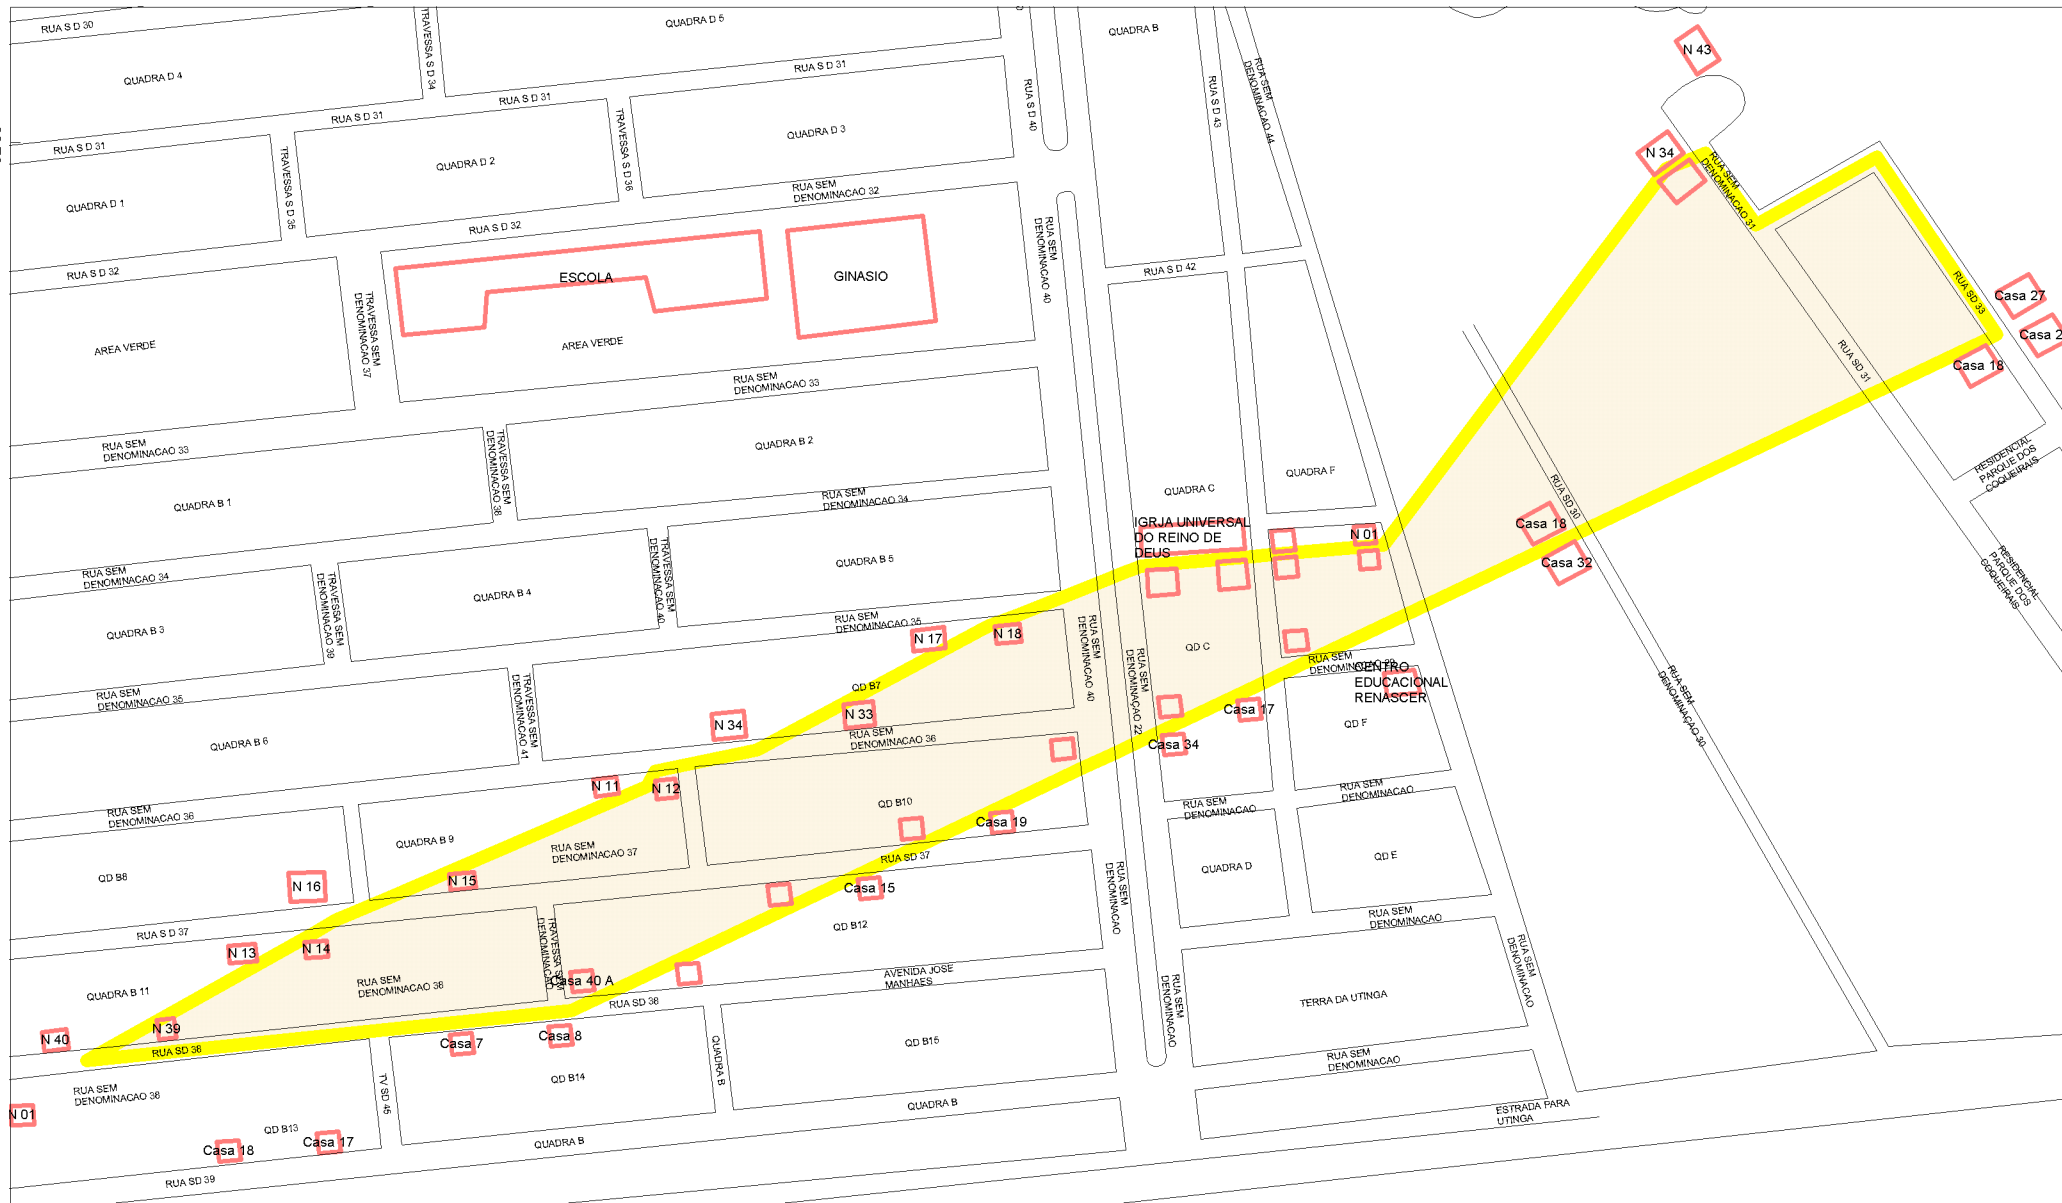 RUA S D 30
TRAVESSA S D 34
QUADRA D 5
QUADRA B
N 43
QUADRA D 4
RUA S D 31
RUA S D 31
RUA S D 31
RUA S D 31
RUA S D 40
RUA S D 43
RUA SEM
DENOMINACAO 44
QUADRA D 3
QUADRA D 2
TRAVESSA S D 35
TRAVESSA S D 36
N 34
RUA SEM
DENOMINACAO 31
QUADRA D 1
RUA SEM
DENOMINACAO 32
RUA S D 32
RUA S D 32
RUA SEM
DENOMINACAO 40
RUA S D 42
ESCOLA
GINASIO
RUA SD 33
Casa 27
Casa 2
Casa 18
RUA SD 31
TRAVESSA SEM
DENOMINACAO 37
AREA VERDE
AREA VERDE
RUA SEM
DENOMINACAO 33
RUA SEM
DENOMINACAO 33
TRAVESSA SEM
DENOMINACAO 38
QUADRA B 2
QUADRA F
QUADRA C
RESIDENCIAL
PARQUE DOS
COQUEIRAIS
RUA SD 30
QUADRA B 1
RUA SEM
DENOMINACAO 34
IGRJA UNIVERSAL
DO REINO DE
DEUS
N 01
Casa 18
Casa 32
RUA SEM
DENOMINACAO 34
TRAVESSA SEM
DENOMINACAO 39
TRAVESSA SEM
DENOMINACAO 40
QUADRA B 5
QUADRA B 4
RESIDENCIAL
PARQUE DOS
COQUEIRAIS
QUADRA B 3
RUA SEM
DENOMINACAO 35
N 17
N 18
RUA SEM
DENOMINACAO 40
RUA SEM
DENOMINACAO 22
QD C
RUA SEM
CENTRO
EDUCACIONAL
RENASCER
RUA SEM
DENOMINACAO 30
RUA SEM
DENOMINACAO 35
TRAVESSA SEM
DENOMINACAO 41
QD B7
N 34
N 33
RUA SEM
DENOMINACAO 36
Casa 17
Casa 34
QD F
QUADRA B 6
N 11
N 12
RUA SEM
DENOMINACAO 36
QUADRA B 9
QD B10
Casa 19
RUA SEM
DENOMINACAO
RUA SEM
DENOMINACAO
RUA SEM
DENOMINACAO 37
RUA SD 37
QD B8
N 16
N 15
Casa 15
RUA SEM
DENOMINACAO
QUADRA D
QD E
RUA S D 37
N 13
N 14
TRAVESSA SEM
DENOMINACAO
QD B12
RUA SEM
DENOMINACAO
RUA SEM
DENOMINACAO
QUADRA B 11
RUA SEM
DENOMINACAO 38
Casa 40 A
AVENIDA JOSE
MANHAES
RUA SD 38
RUA SEM
DENOMINACAO
TERRA DA UTINGA
N 40
N 39
RUA SD 38
Casa 7
Casa 8
QD B15
QUADRA B
RUA SEM
DENOMINACAO
RUA SEM
DENOMINACAO 38
TV SD 45
QD B14
N 01
QUADRA B
ESTRADA PARA
UTINGA
QD B13
Casa 18
Casa 17
QUADRA B
RUA SD 39